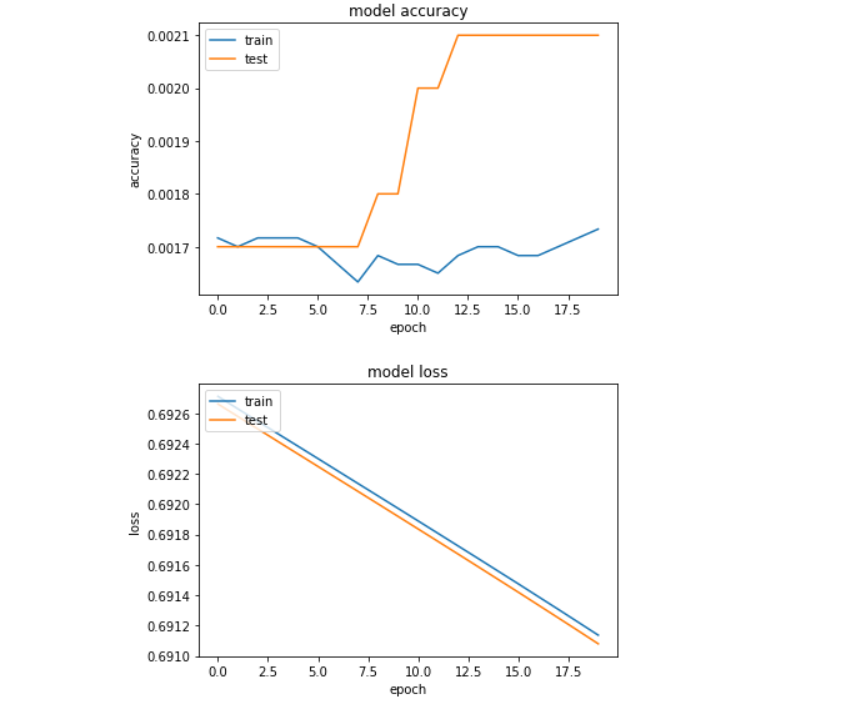 model accuracy
train
test
0.0021
0.0020
0.0019
0.0018
0.0017
accuracy
0.0 2.5 5.0 7.5 10.0 12.5 15.0 17.5
epoch
model loss
train
test
0.6926
0.6924
0.6922
0.6920
0.6918
0.6916
0.6914
0.6912
0.6910
loss
0.0 2.5 5.0 7.5 10.0 12.5 15.0 17.5
epoch